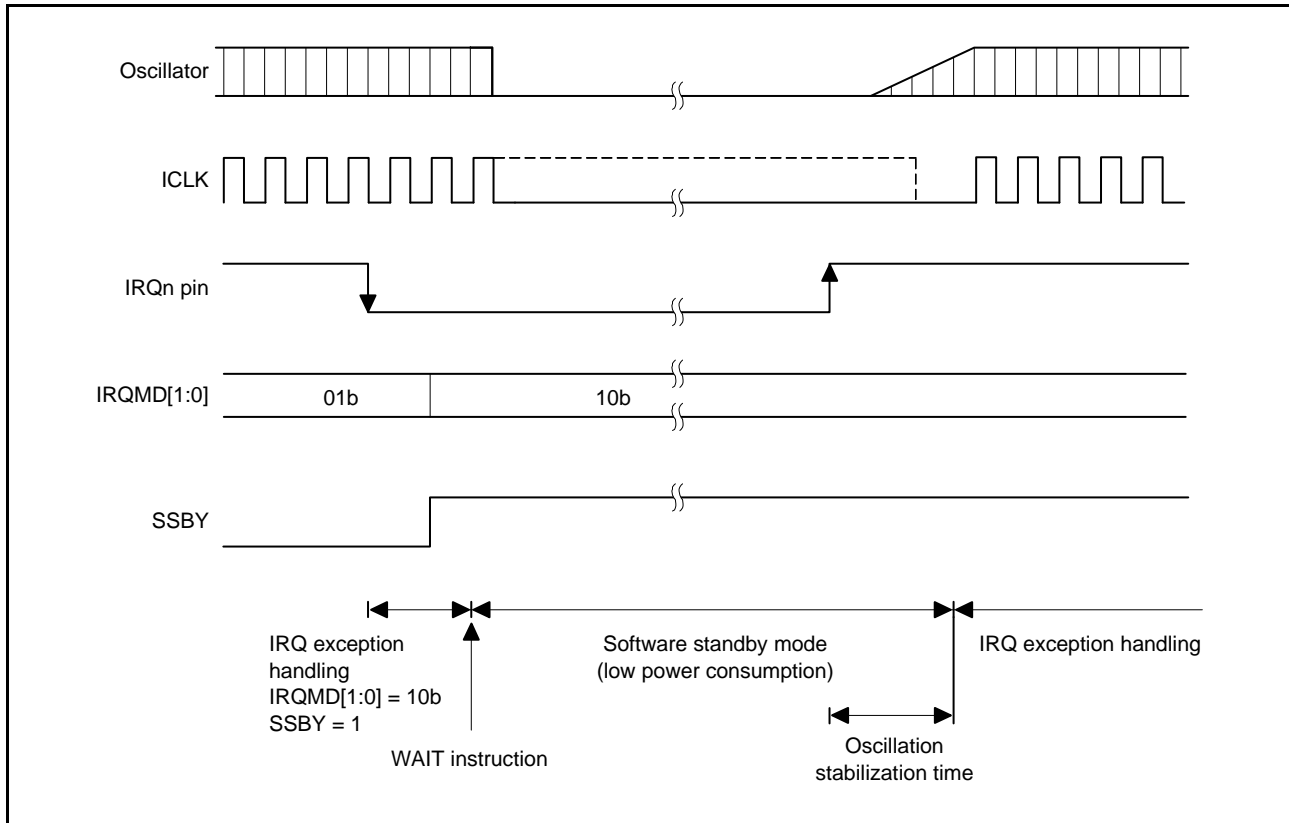 Oscillator
ICLK
IRQn pin
IRQMD[1:0]
01b
10b
SSBY
IRQ exception
handling
IRQMD[1:0] = 10b
SSBY = 1
WAIT instruction
Software standby mode
(low power consumption)
Oscillation
stabilization time
IRQ exception handling